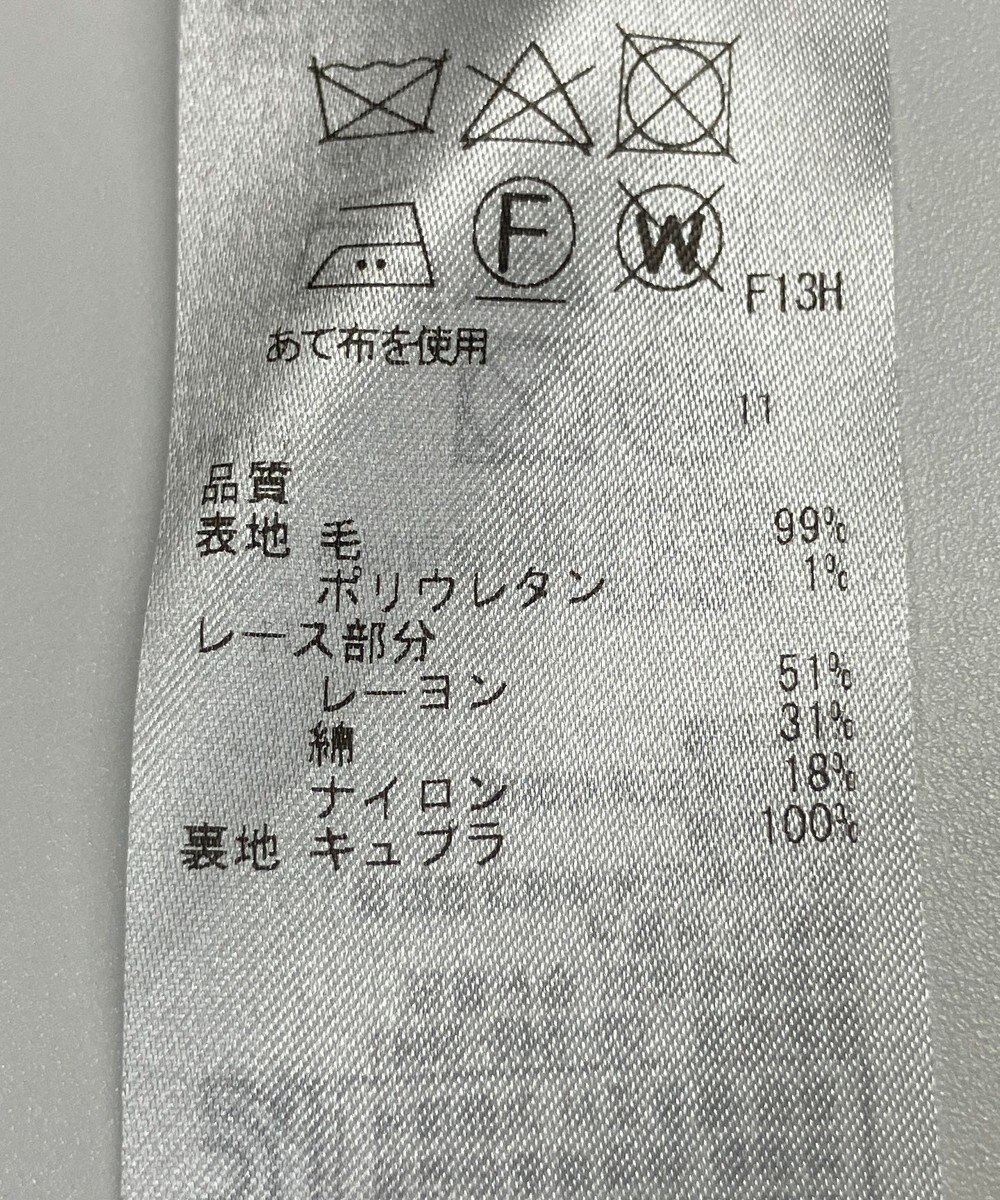 F W F13H
あて布を使用
11
品質
表地 毛 99%
ポリウレタン 1%
レース部分
レーヨン 51%
綿 31%
ナイロン 18%
裏地 キュプラ 100%